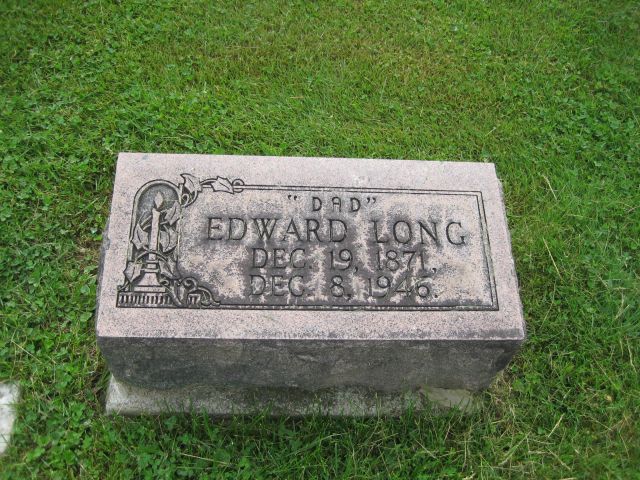 "DAD"
EDWARD LONG
DEC. 19, 1871,
DEC. 8, 1946.